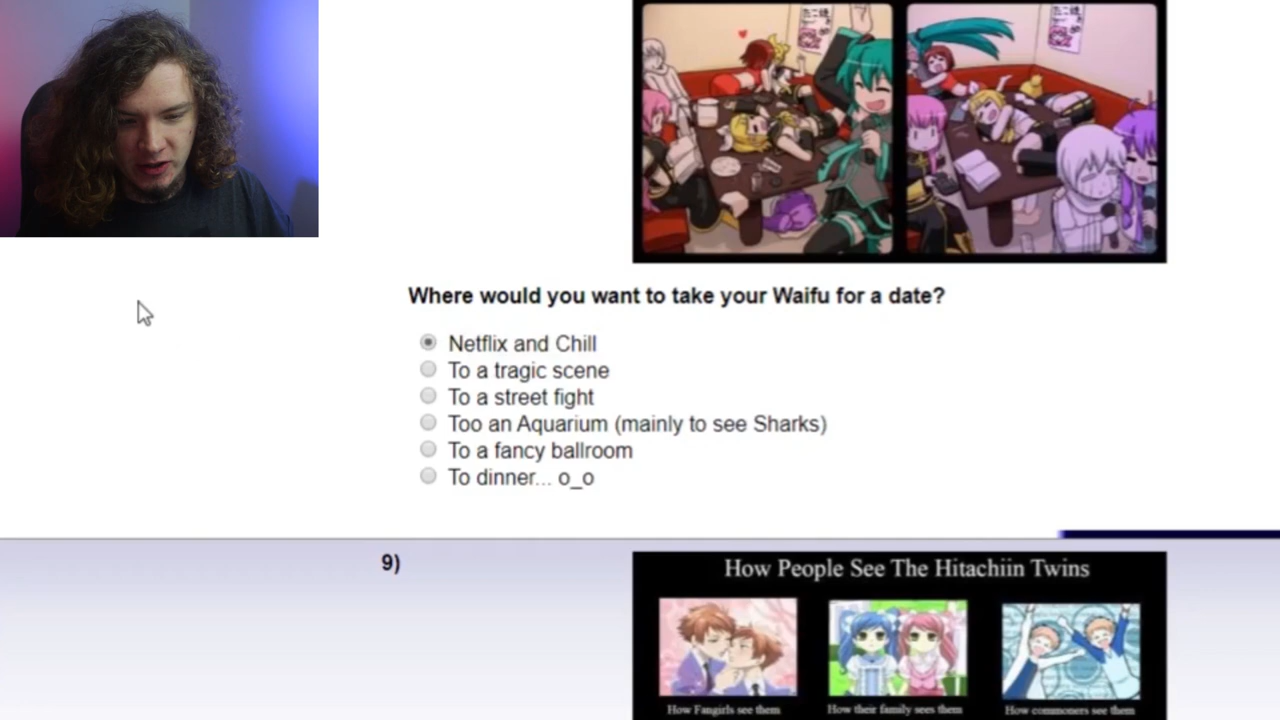 Where would you want to take your Waifu for a date?
Netflix and Chill
To a tragic scene
To a street fight
Too an Aquarium (mainly to see Sharks)
To a fancy ballroom
To dinner... o_o
9)
How People See The Hitachiin Twins
How Fangirls see them
How their family sees them
How commoners see them